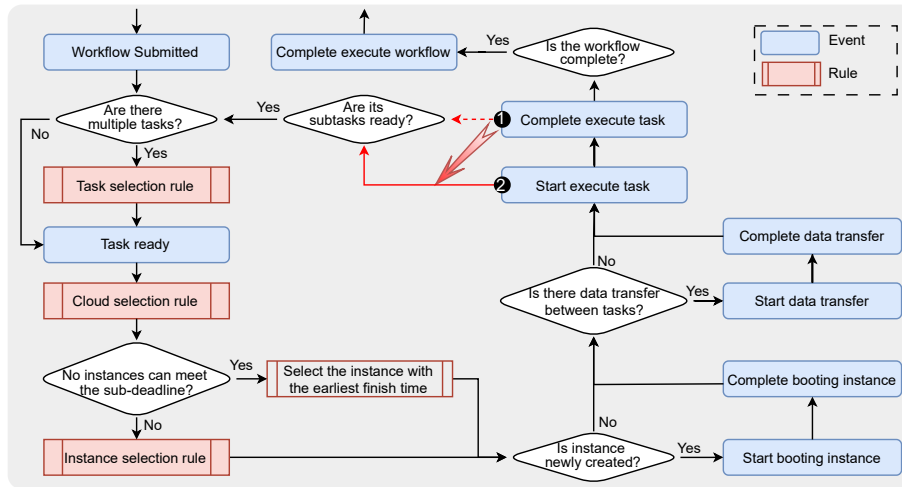 Workflow Submitted
Complete execute workflow
Yes
Is the workflow
complete?
Event
Rule
Are there
multiple tasks?
Yes
Are its
subtasks ready?
1
Complete execute task
No
Yes
Task selection rule
2
Start execute task
Task ready
Complete data transfer
No
Cloud selection rule
Is there data transfer
between tasks?
Yes
Start data transfer
No instances can meet
the sub-deadline?
Yes
Select the instance with
the earliest finish time
Complete booting instance
No
No
Instance selection rule
Is instance
newly created?
Yes
Start booting instance